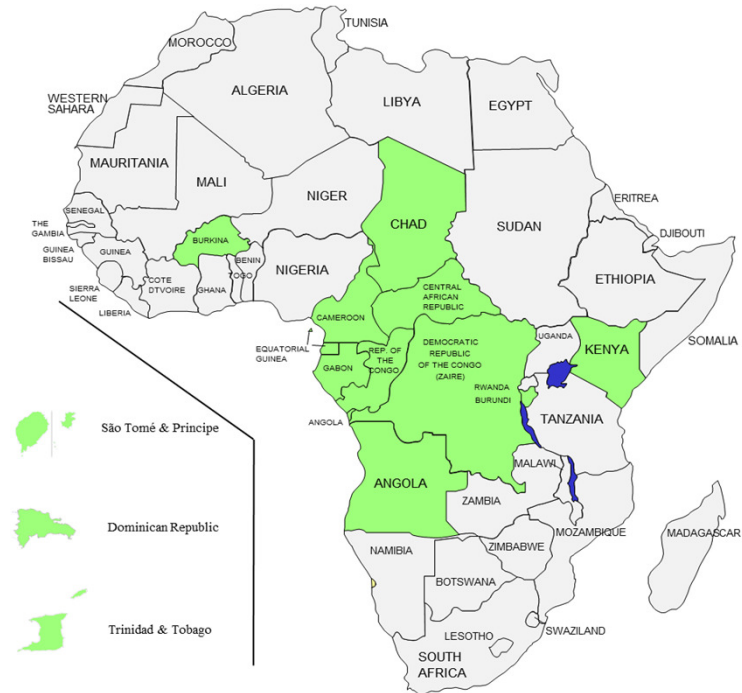 TUNISIA
MOROCCO
ALGERIA
LIBYA
EGYPT
WESTERN
SAHARA
MAURITANIA
MALI
NIGER
CHAD
SUDAN
ERITREA
DJIBOUTI
SENEGAL
THE
GAMBIA
GUINEA
BISSAU
GUINEA
BURKINA
BENIN
TOGO
NIGERIA
ETHIOPIA
SIERRA
LEONE
COTE
DTVOIRE
GHANA
LIBERIA
CENTRAL
AFRICAN
REPUBLIC
CAMEROON
SOMALIA
UGANDA
KENYA
EQUATORIAL
GUINEA
GABON
REP. OF
THE
CONGO
DEMOCRATIC
REPUBLIC
OF THE CONGO
(ZAIRE)
RWANDA
BURUNDI
TANZANIA
ANGOLA
São Tomé & Principe
ANGOLA
MALAWI
ZAMBIA
Dominican Republic
MOZAMBIQUE
MADAGASCAR
NAMIBIA
ZIMBABWE
BOTSWANA
Trinidad & Tobago
SWAZILAND
LESOTHO
SOUTH
AFRICA